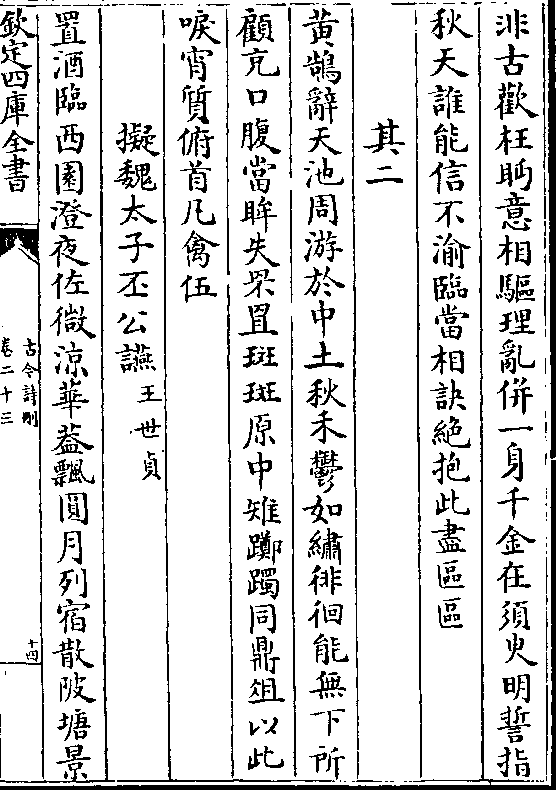 非古歡枉眄意相驅理亂併一身千金在須臾明誓指
秋天誰能信不渝臨當相訣絶抱此盡區區
其二
黄鵠辭天池周游於中土秋禾鬱如繡徘徊能無下所
顧充口腹當眸失罘罝斑斑原中雉躑躅同鼎俎以此
唳霄質俯首凡禽伍
擬魏太子丕公讌王世貞
置酒臨西園澄夜佐微涼華葢飄圓月列宿散陂塘景
欽定四庫全書
古今詩刪
卷二十三
十四